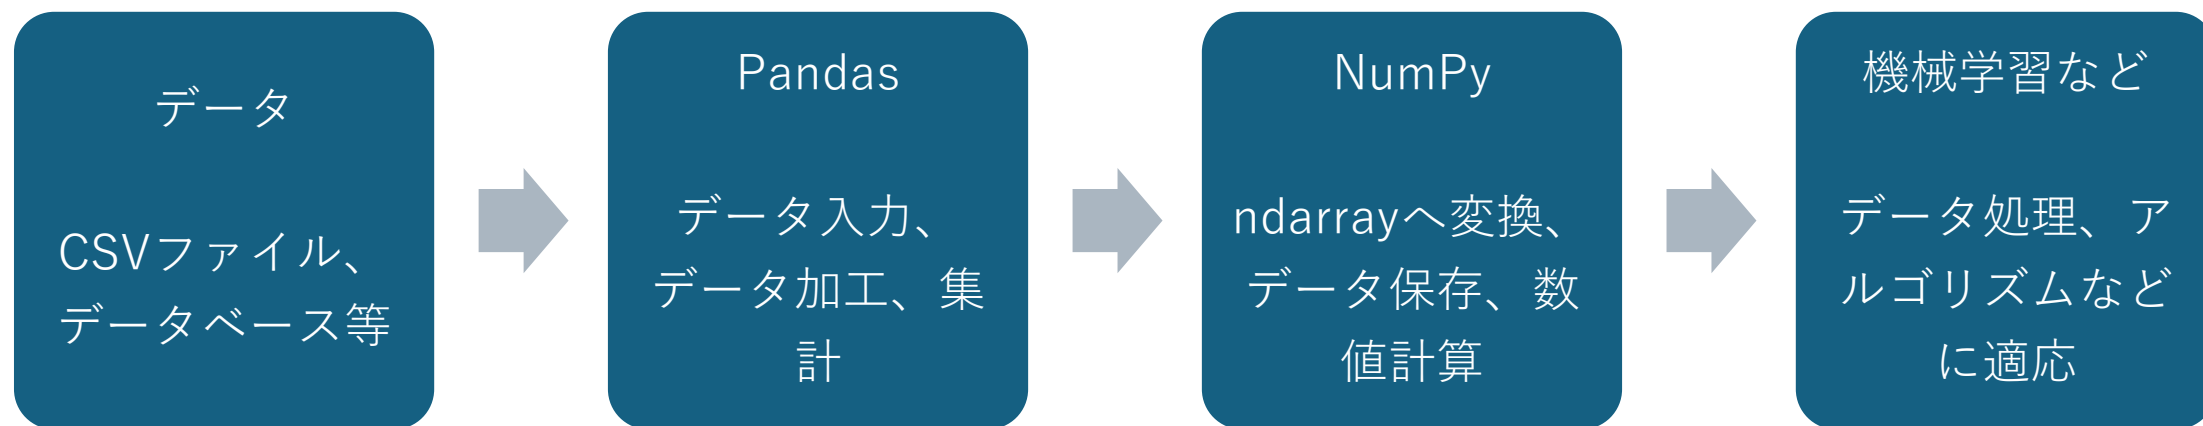 データ
CSVファイル、
データベース等
Pandas
データ入力、
データ加工、集
計
NumPy
ndarrayへ変換、
データ保存、数
値計算
機械学習など
データ処理、ア
ルゴリズムなど
に適応